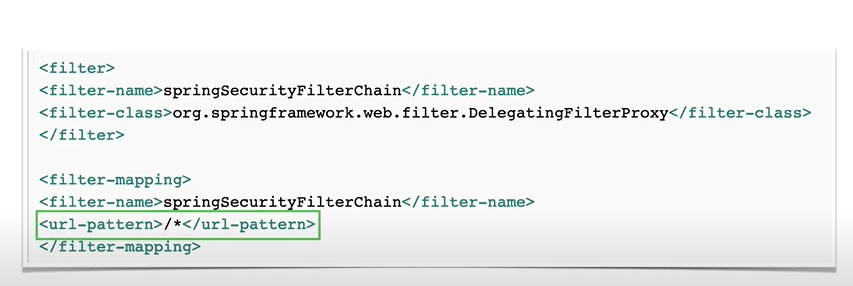 <filter>
<filter-name>springSecurityFilterChain</filter-name>
<filter-class>org.springframework.web.filter.DelegatingFilterProxy</filter-class>
</filter>
<filter-mapping>
<filter-name>springSecurityFilterChain</filter-name>
<url-pattern>/*</url-pattern>
</filter-mapping>